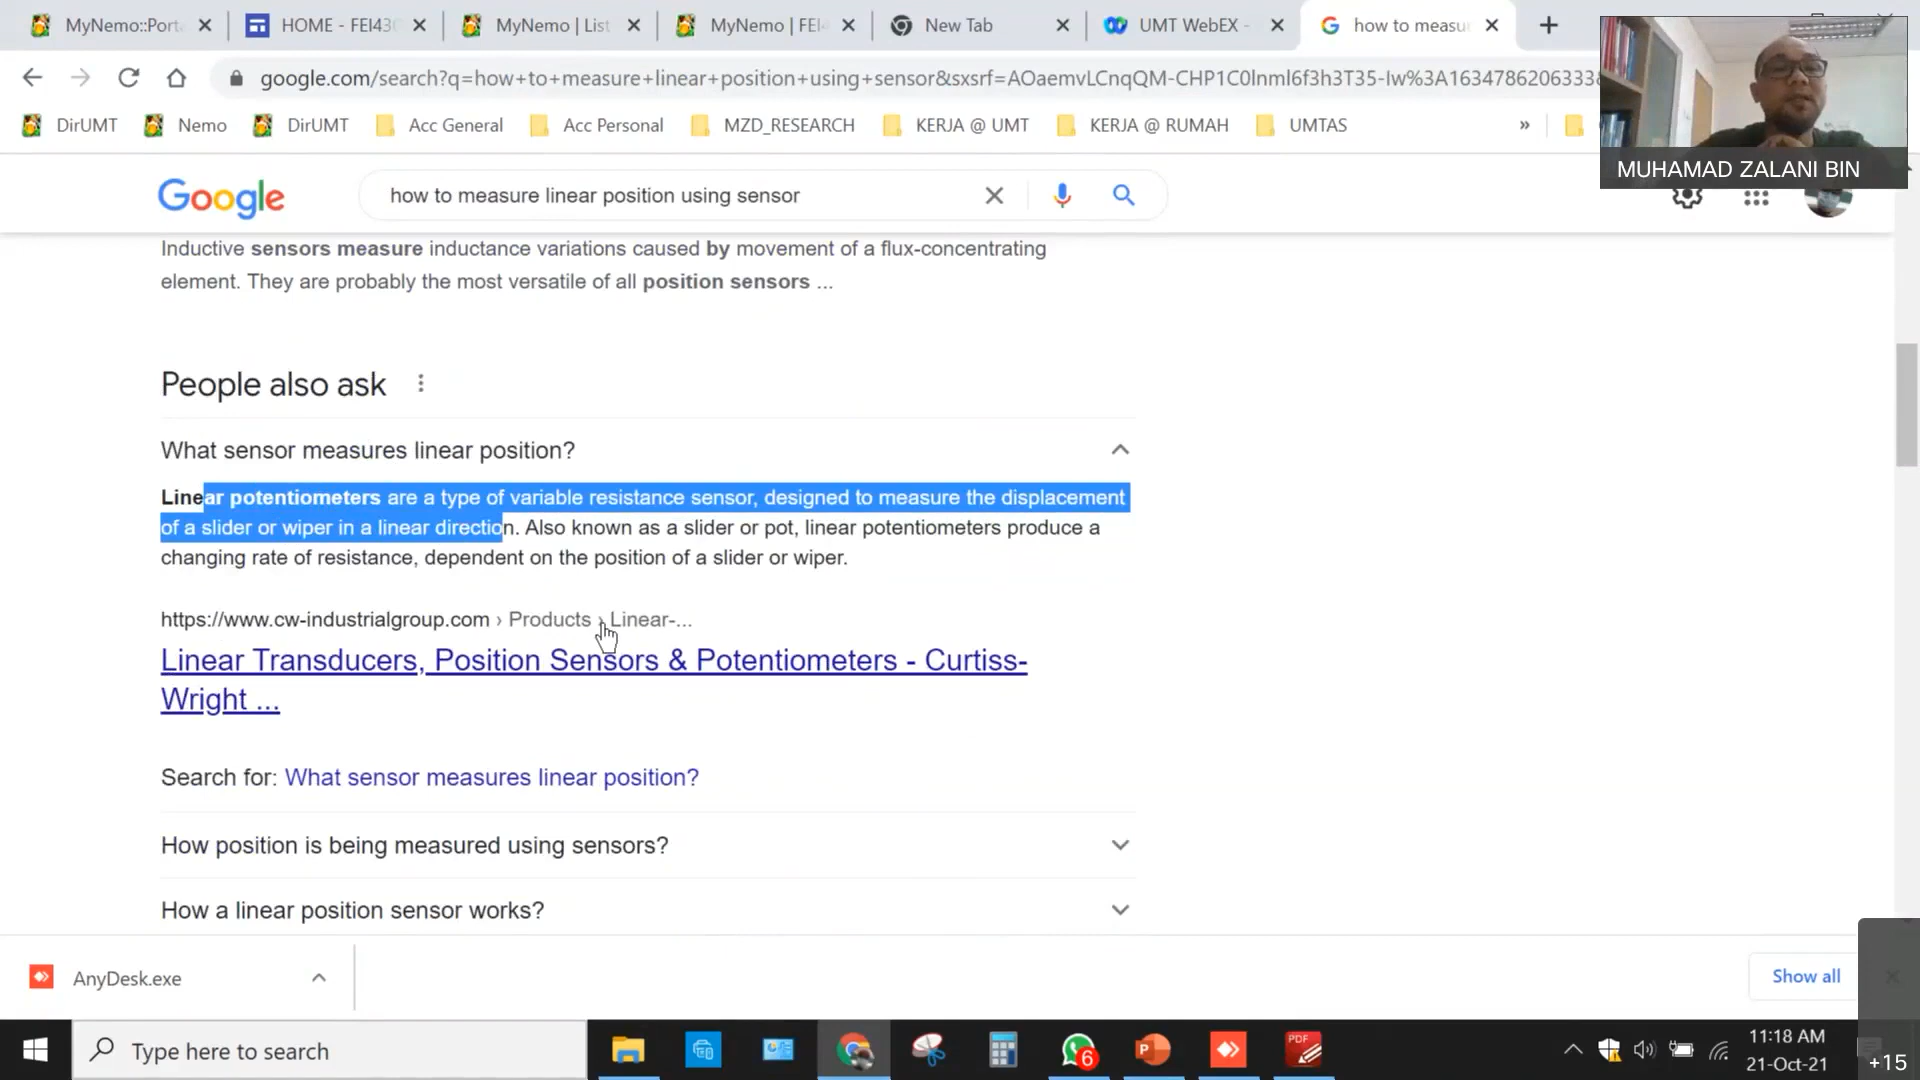 MyNemo::Port
HOME - FEI43
MyNemo | List
MyNemo | FEI4
New Tab
UMT WebEX -
how to measu
google.com/search?q=how+to+measure+linear+position+using+sensor&sxsrf=AOaemvLCnqQM-CHP1C0lnml6f3h3T35-Iw%3A1634786206333&
DirUMT
Nemo
DirUMT
Acc General
Acc Personal
MZD_RESEARCH
KERJA @ UMT
KERJA @ RUMAH
UMTAS
»
MUHAMAD ZALANI BIN
Google
how to measure linear position using sensor
Inductive sensors measure inductance variations caused by movement of a flux-concentrating
element. They are probably the most versatile of all position sensors ...
People also ask
What sensor measures linear position?
Linear potentiometers are a type of variable resistance sensor, designed to measure the displacement
of a slider or wiper in a linear direction. Also known as a slider or pot, linear potentiometers produce a
changing rate of resistance, dependent on the position of a slider or wiper.
https://www.cw-industrialgroup.com › Products › Linear-...
Linear Transducers, Position Sensors & Potentiometers - Curtiss-
Wright ...
Search for: What sensor measures linear position?
How position is being measured using sensors?
How a linear position sensor works?
AnyDesk.exe
Show all
Type here to search
6
PDF
11:18 AM
21-Oct-21
+15